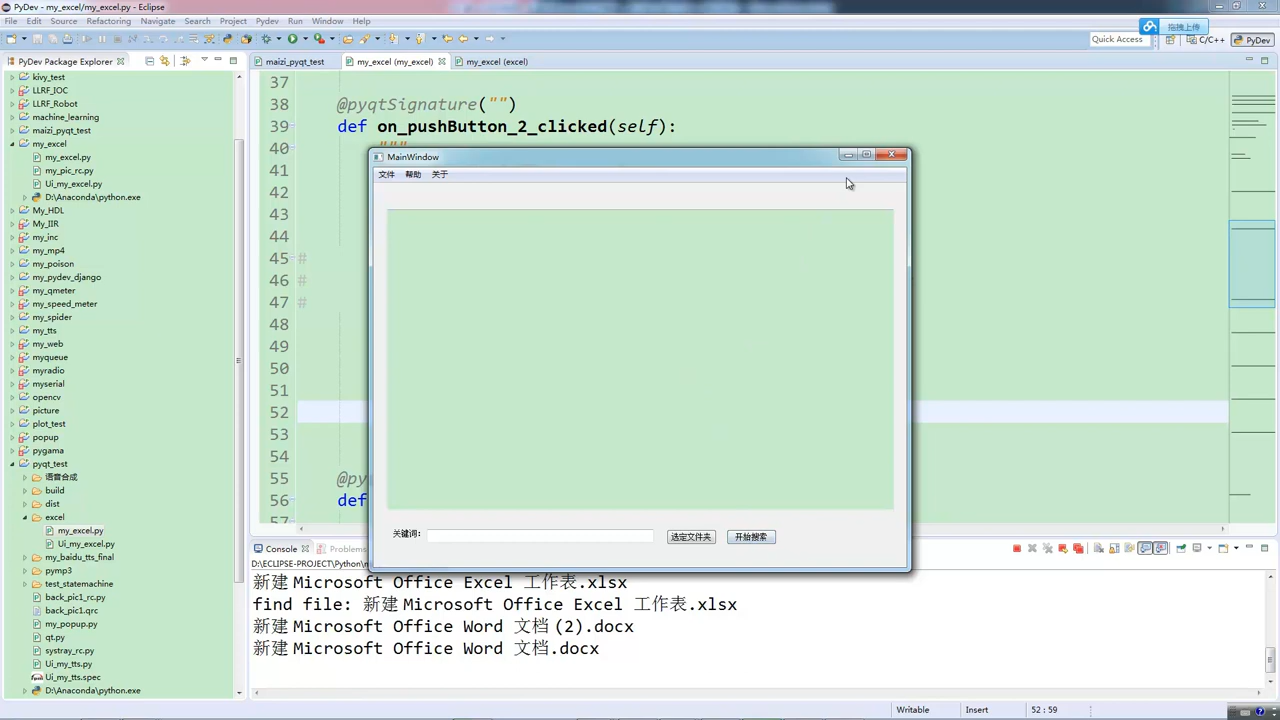 PyDev - my_excel/my_excel.py - Eclipse
File Edit Source Refactoring Navigate Search Project Pydev Run Window Help
拖拽上传
Quick Access
C/C++
PyDev
PyDev Package Explorer
kivy_test
LLRF_IOC
LLRF_Robot
machine_learning
maizi_pyqt_test
my_excel
my_excel.py
my_pic_rc.py
Ui_my_excel.py
D:\Anaconda\python.exe
My_HDL
My_IIR
my_inc
my_mp4
my_poison
my_pydev_django
my_qmeter
my_speed_meter
my_spider
my_tts
my_web
myqueue
myradio
myserial
opencv
picture
plot_test
popup
pygama
pyqt_test
语音合成
build
dist
excel
my_excel.py
Ui_my_excel.py
my_baidu_tts_final
pymp3
test_statemachine
back_pic1_rc.py
back_pic1.qrc
my_popup.py
qt.py
systray_rc.py
Ui_my_tts.py
Ui_my_tts.spec
D:\Anaconda\python.exe
maizi_pyqt_test
my_excel (my_excel)
my_excel (excel)
37
38 @pyqtSignature("")
39 def on_pushButton_2_clicked(self):
40 """
41
42
43
44
45 #
46 #
47 #
48
49
50
51
52
53
54
55 @py
56 def
57
MainWindow
文件 帮助 关于
关键词:
选定文件夹
开始搜索
Console
Problems
D:\ECLIPSE-PROJECT\Python\m
新建 Microsoft Office Excel 工作表.xlsx
find file: 新建 Microsoft Office Excel 工作表.xlsx
新建 Microsoft Office Word 文档 (2).docx
新建 Microsoft Office Word 文档.docx
Writable
Insert
52 : 59